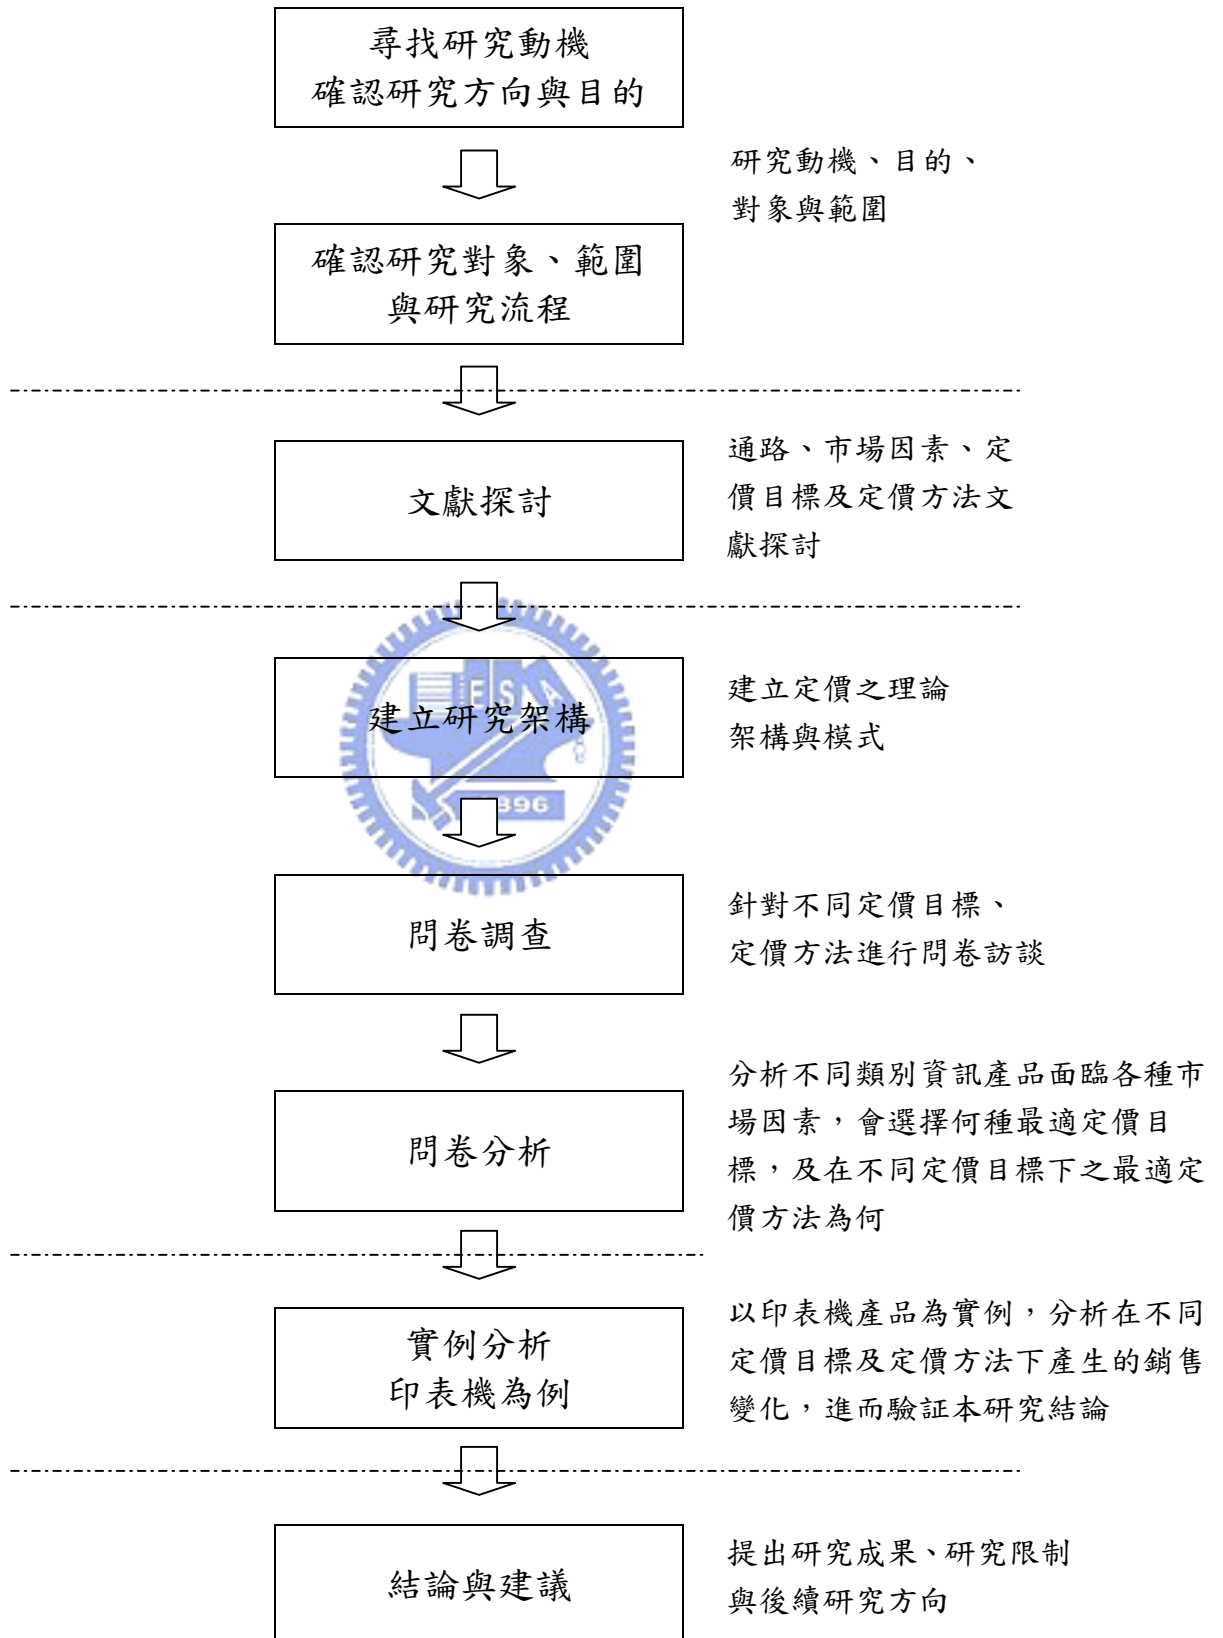 尋找研究動機
確認研究方向與目的
研究動機、目的、
對象與範圍
確認研究對象、範圍
與研究流程
文獻探討
通路、市場因素、定
價目標及定價方法文
獻探討
ESA
建立研究架構
建立定價之理論
架構與模式
1896
問卷調查
針對不同定價目標、
定價方法進行問卷訪談
問卷分析
分析不同類別資訊產品面臨各種市
場因素，會選擇何種最適定價目
標，及在不同定價目標下之最適定
價方法為何
實例分析
印表機為例
以印表機產品為實例，分析在不同
定價目標及定價方法下產生的銷售
變化，進而驗証本研究結論
結論與建議
提出研究成果、研究限制
與後續研究方向